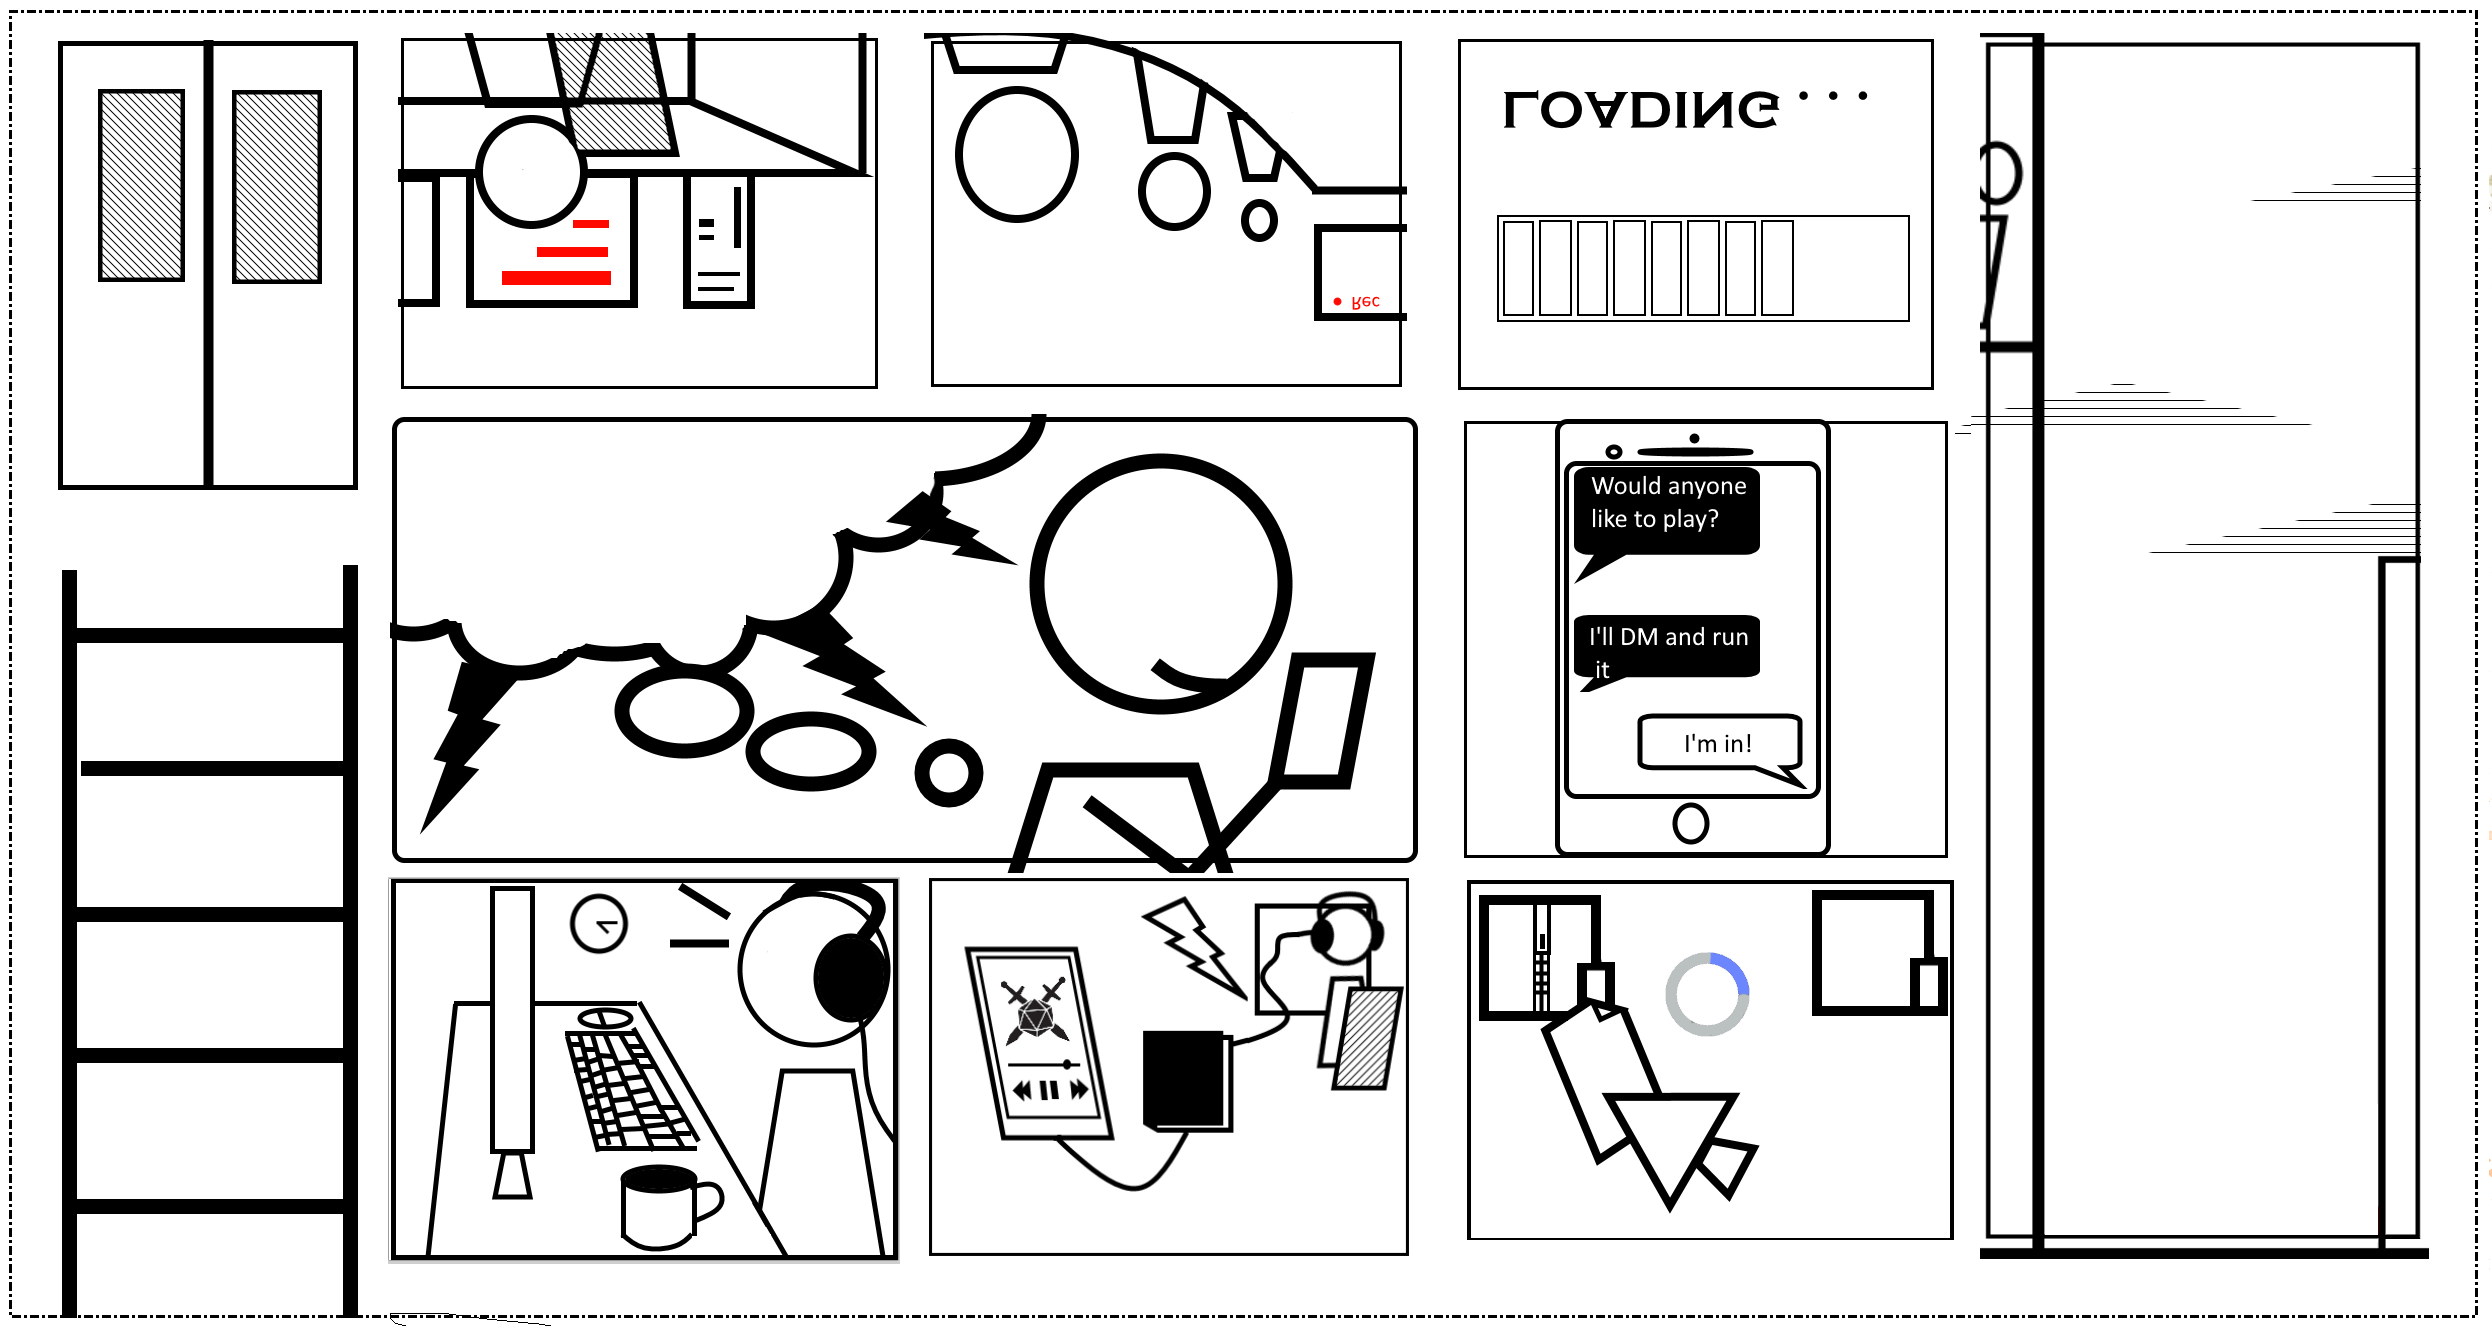 LOADING...
Rec
Would anyone
like to play?
I'll DM and run
it
I'm in!